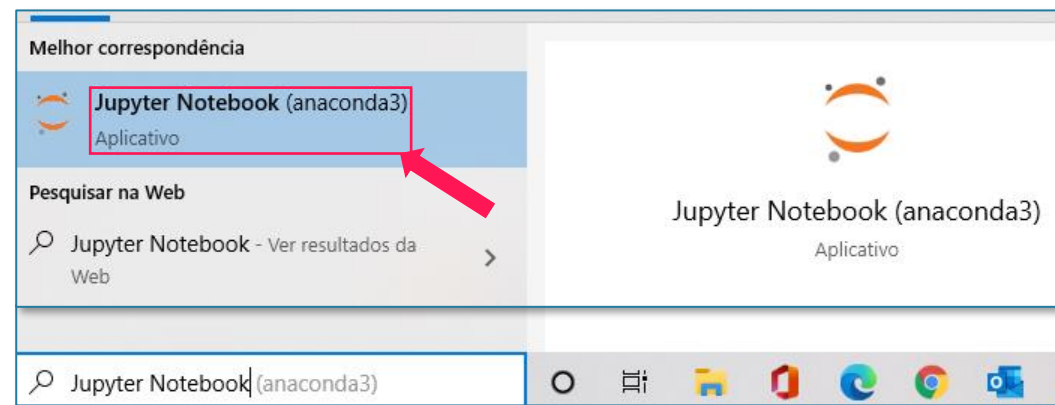 Melhor correspondência
Jupyter Notebook (anaconda3)
Aplicativo
Pesquisar na Web
Jupyter Notebook - Ver resultados da
Web
Jupyter Notebook (anaconda3)
Aplicativo
Jupyter Notebook (anaconda3)